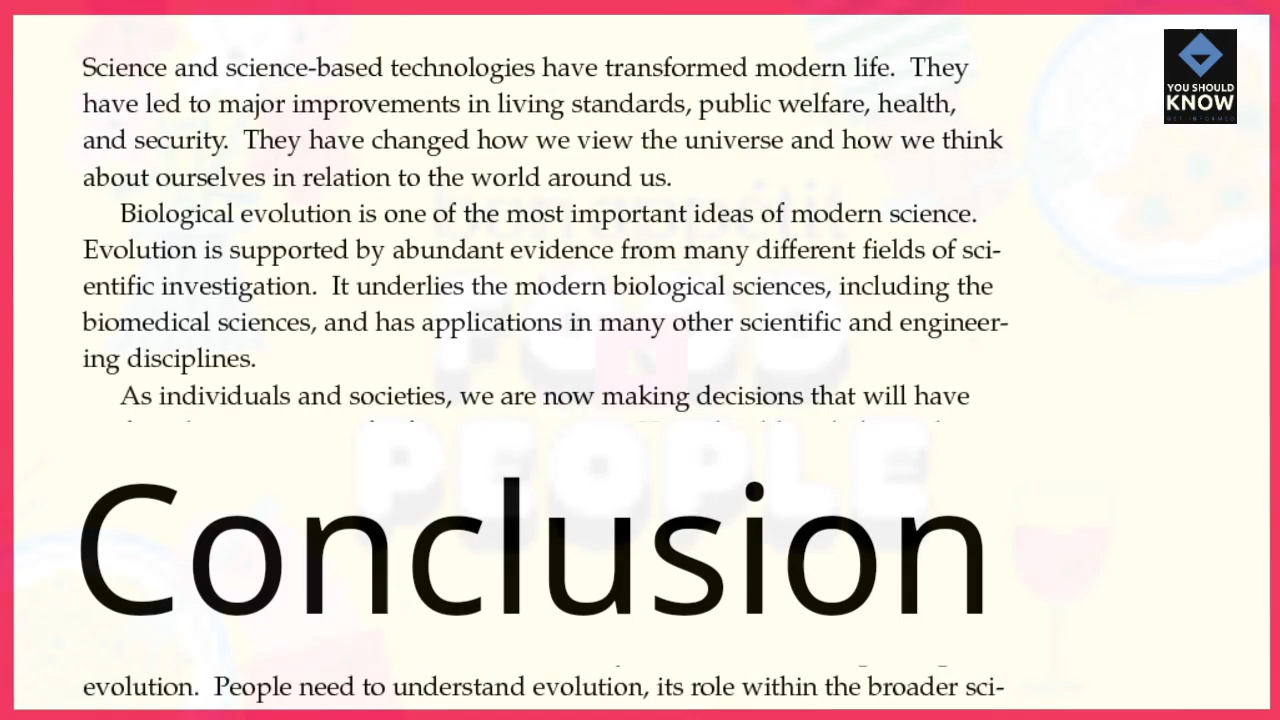 Science and science-based technologies have transformed modern life. They
have led to major improvements in living standards, public welfare, health,
and security. They have changed how we view the universe and how we think
about ourselves in relation to the world around us.
Biological evolution is one of the most important ideas of modern science.
Evolution is supported by abundant evidence from many different fields of sci-
entific investigation. It underlies the modern biological sciences, including the
biomedical sciences, and has applications in many other scientific and engineer-
ing disciplines.
As individuals and societies, we are now making decisions that will have
Conclusion
evolution. People need to understand evolution, its role within the broader sci-
YOU SHOULD
KNOW
GET INFORMED
bon appétit
FOOD
PEOPLE